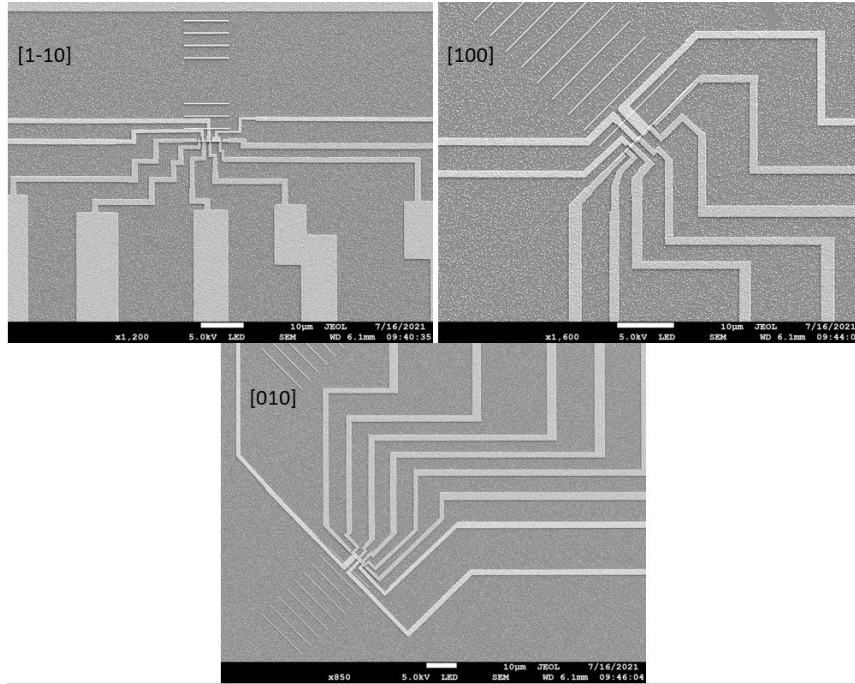 [1-10]
10μm JEOL 7/16/2021
x1,200 5.0kV LED SEM WD 6.1mm 09:40:35
[100]
10μm JEOL 7/16/2021
x1,600 5.0kV LED SEM WD 6.1mm 09:44:0
[010]
10μm JEOL 7/16/2021
x850 5.0kV LED SEM WD 6.1mm 09:46:04